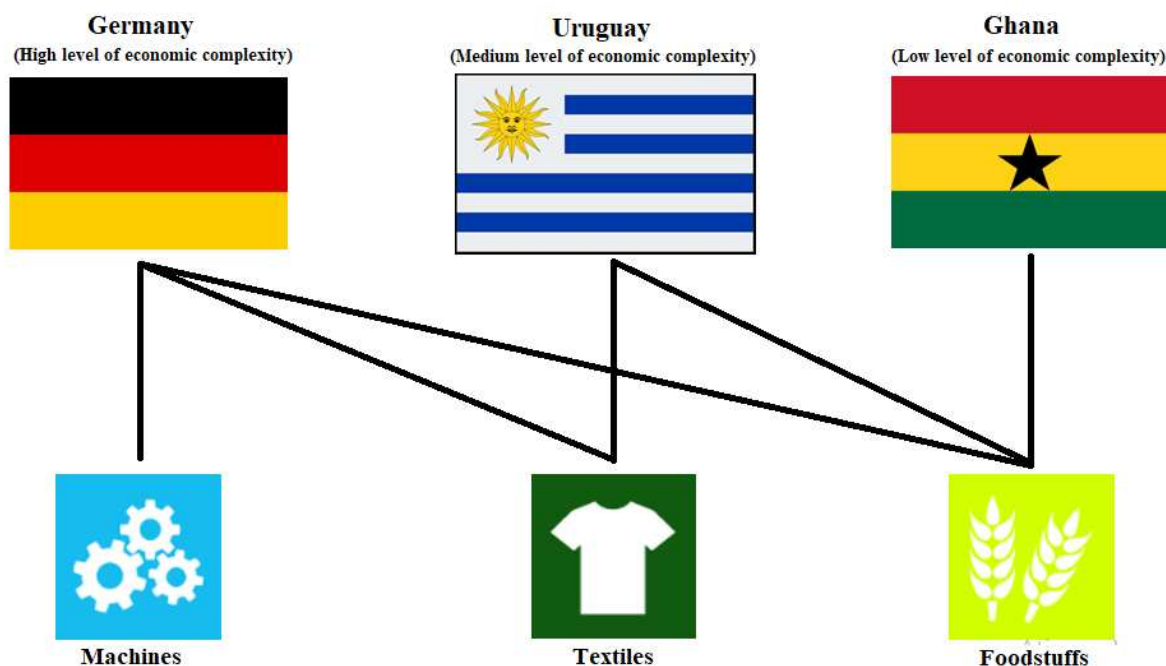 Germany
(High level of economic complexity)
Uruguay
(Medium level of economic complexity)
Ghana
(Low level of economic complexity)
Machines
Textiles
Foodstuffs